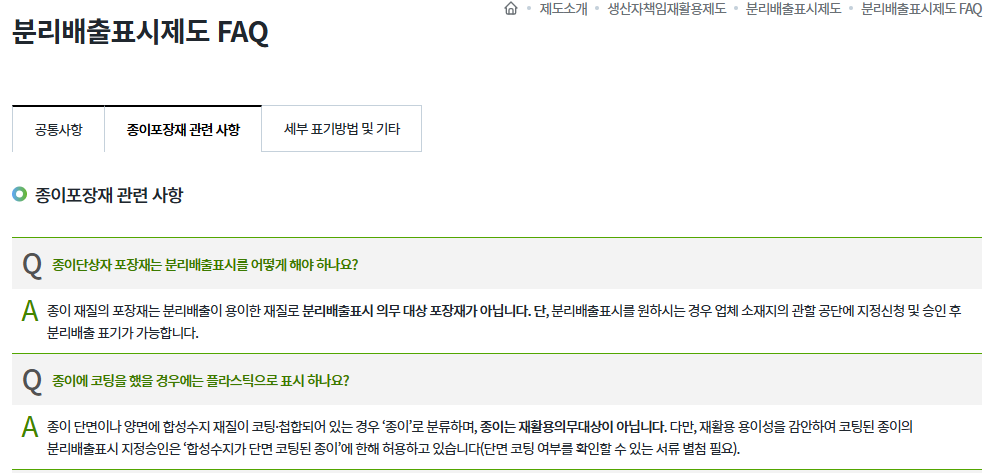 제도소개 • 생산자책임재활용제도 • 분리배출표시제도 • 분리배출표시제도 FAQ
분리배출표시제도 FAQ
공통사항
종이포장재 관련 사항
세부 표기방법 및 기타
종이포장재 관련 사항
Q 종이단상자 포장재는 분리배출표시를 어떻게 해야 하나요?
A 종이 재질의 포장재는 분리배출이 용이한 재질로 분리배출표시 의무 대상 포장재가 아닙니다. 단, 분리배출표시를 원하시는 경우 업체 소재지의 관할 공단에 지정신청 및 승인 후
분리배출 표기가 가능합니다.
Q 종이에 코팅을 했을 경우에는 플라스틱으로 표시 하나요?
A 종이 단면이나 양면에 합성수지 재질이 코팅·첩합되어 있는 경우 ‘종이’로 분류하며, 종이는 재활용의무대상이 아닙니다. 다만, 재활용 용이성을 감안하여 코팅된 종이의
분리배출표시 지정승인은 ‘합성수지가 단면 코팅된 종이’에 한해 허용하고 있습니다(단면 코팅 여부를 확인할 수 있는 서류 별첨 필요).